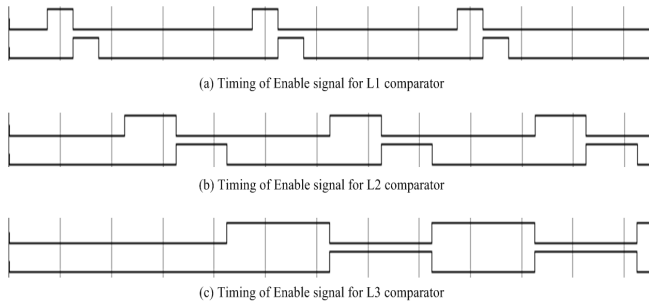 (a) Timing of Enable signal for L1 comparator
(b) Timing of Enable signal for L2 comparator
(c) Timing of Enable signal for L3 comparator